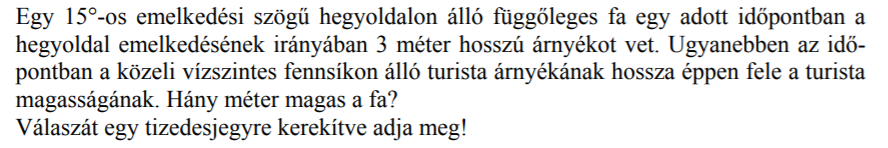 Egy 15°-os emelkedési szögű hegyoldalon álló függőleges fa egy adott időpontban a
hegyoldal emelkedésének irányában 3 méter hosszú árnyékot vet. Ugyanebben az idő-
pontban a közeli vízszintes fennsíkon álló turista árnyékának hossza éppen fele a turista
magasságának. Hány méter magas a fa?
Válaszát egy tizedesjegyre kerekítve adja meg!